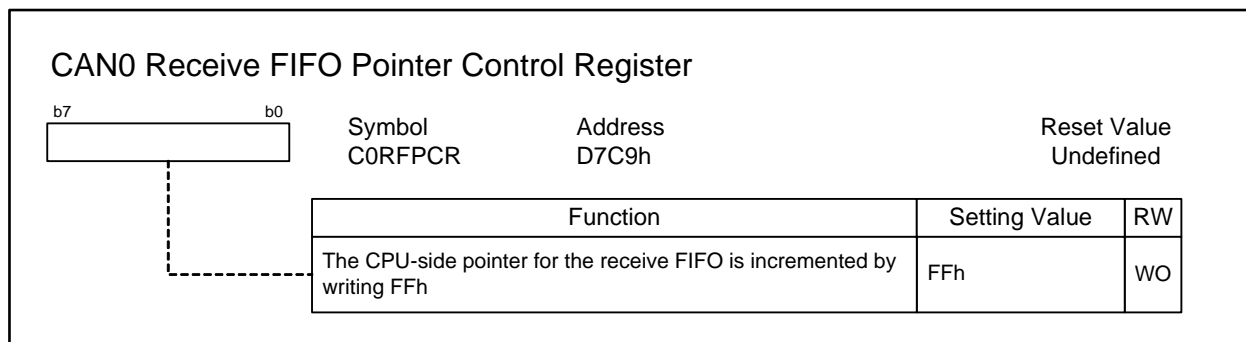 CAN0 Receive FIFO Pointer Control Register
b7 b0
Symbol Address Reset Value
C0RFPCR D7C9h Undefined
Function Setting Value RW
The CPU-side pointer for the receive FIFO is incremented by
writing FFh
FFh WO